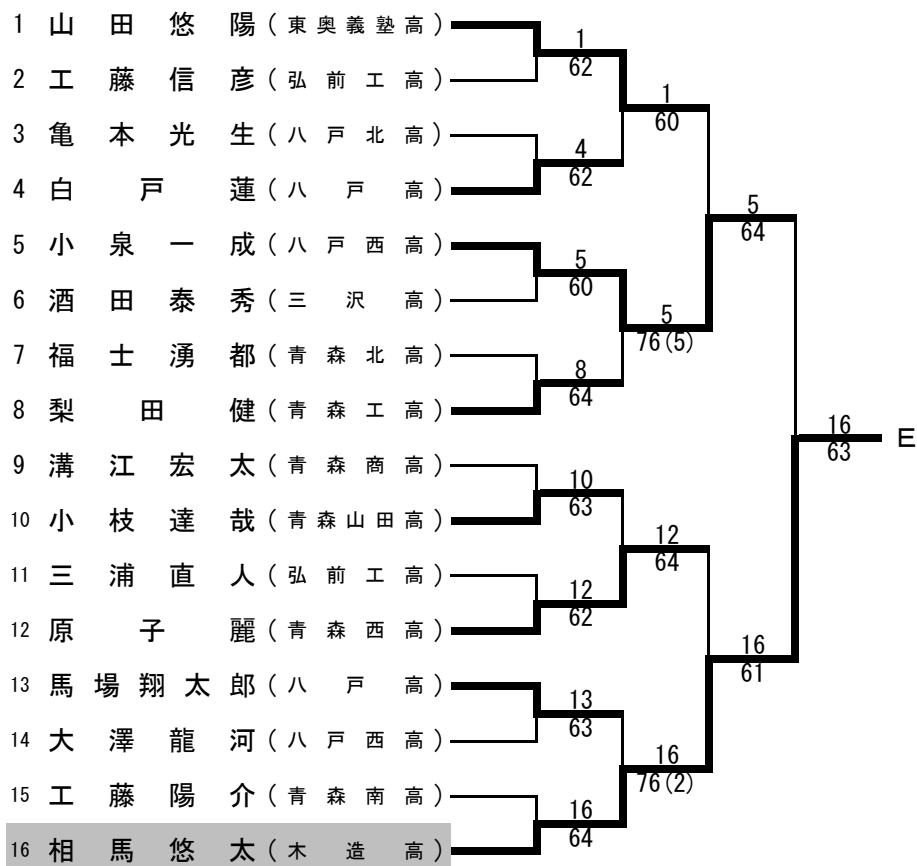 1 山田悠陽(東奥義塾高)
2 工藤信彦(弘前工高)
3 亀本光生(八戸北高)
4 白戸蓮(八戸高)
5 小泉一成(八戸西高)
6 酒田泰秀(三沢高)
7 福士湧都(青森北高)
8 梨田健(青森工高)
9 溝江宏太(青森商高)
10 小枝達哉(青森山田高)
11 三浦直人(弘前工高)
12 原子麗(青森西高)
13 馬場翔太郎(八戸高)
14 大澤龍河(八戸西高)
15 工藤陽介(青森南高)
16 相馬悠太(木造高)
1
62
4
62
5
60
8
64
10
63
12
62
13
63
16
64
1
60
5
76(5)
12
64
16
76(2)
5
64
16
61
16
63
E